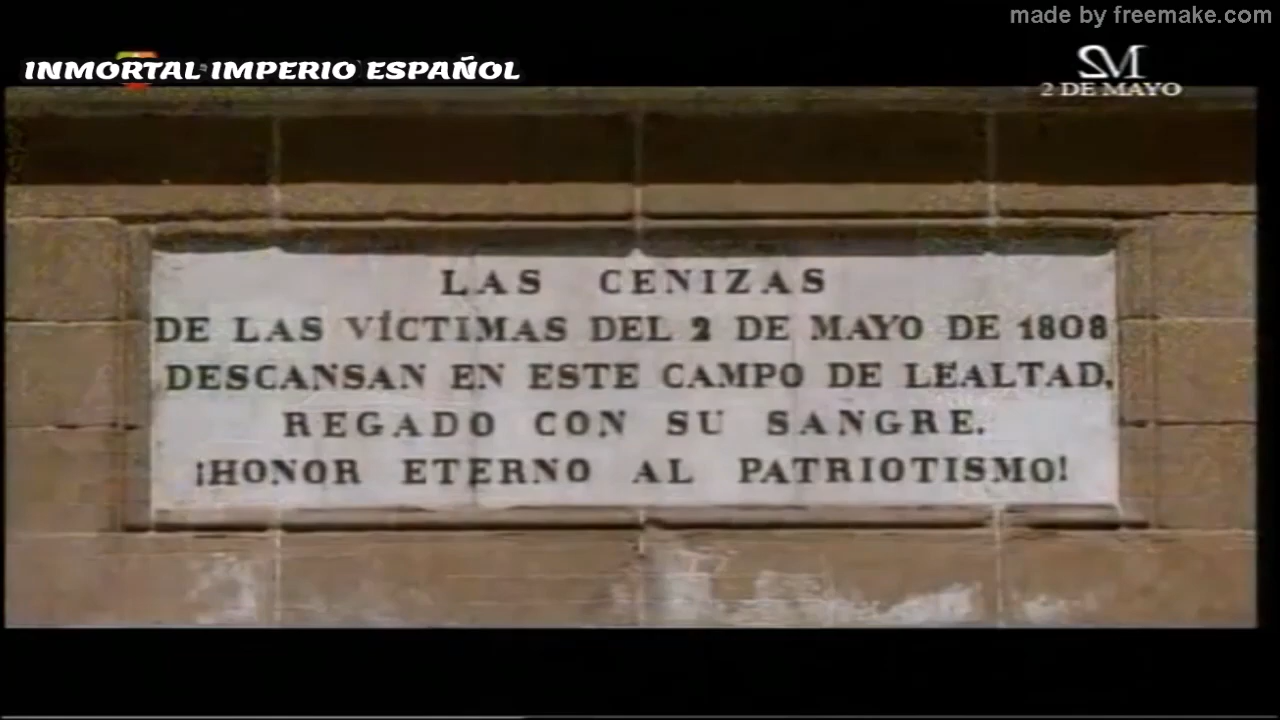 made by freemake.com
INMORTAL IMPERIO ESPAÑOL
2M
2 DE MAYO
LAS CENIZAS
DE LAS VÍCTIMAS DEL 2 DE MAYO DE 1808
DESCANSAN EN ESTE CAMPO DE LEALTAD,
REGADO CON SU SANGRE.
¡HONOR ETERNO AL PATRIOTISMO!